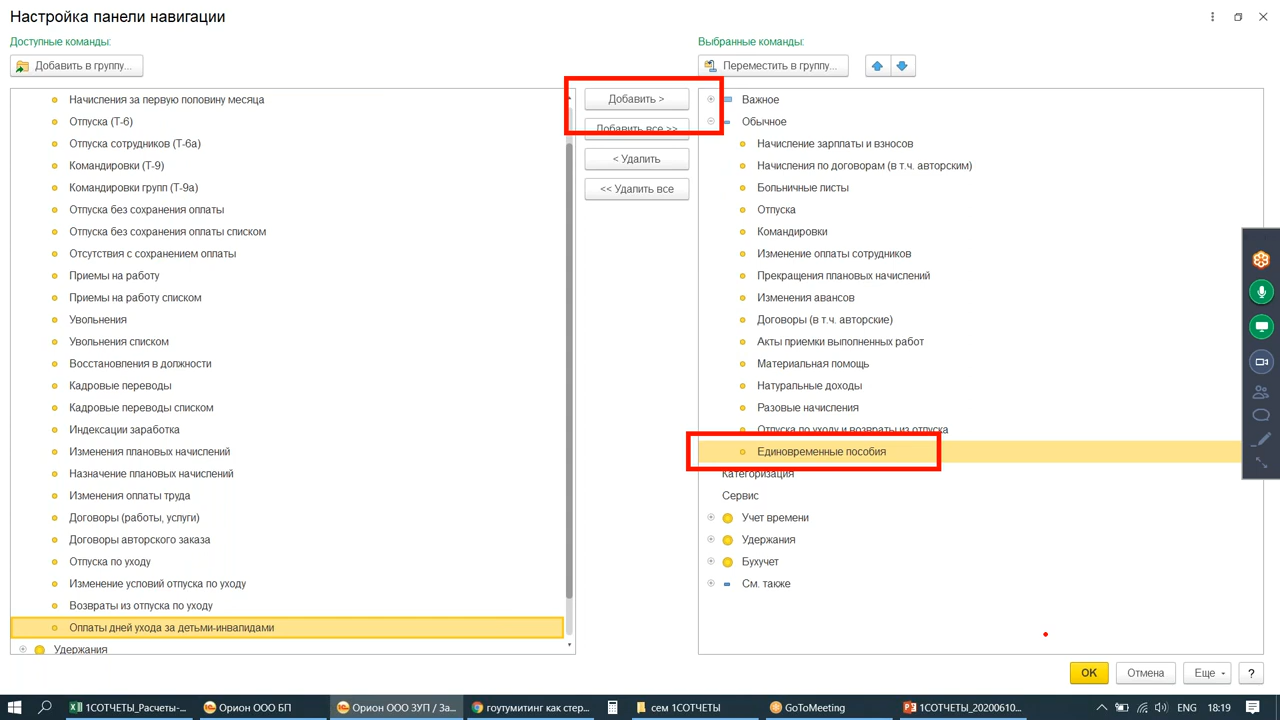 Настройка панели навигации
Доступные команды:
Добавить в группу...
Начисления за первую половину месяца
Отпуска (Т-6)
Отпуска сотрудников (Т-6а)
Командировки (Т-9)
Командировки групп (Т-9а)
Отпуска без сохранения оплаты
Отпуска без сохранения оплаты списком
Отсутствия с сохранением оплаты
Приемы на работу
Приемы на работу списком
Увольнения
Увольнения списком
Восстановления в должности
Кадровые переводы
Кадровые переводы списком
Индексации заработка
Изменения плановых начислений
Назначение плановых начислений
Изменения оплаты труда
Договоры (работы, услуги)
Договоры авторского заказа
Отпуска по уходу
Изменение условий отпуска по уходу
Возвраты из отпуска по уходу
Оплаты дней ухода за детьми-инвалидами
Удержания
Добавить >
Добавить все >>
< Удалить
<< Удалить все
Выбранные команды:
Переместить в группу...
Важное
Обычное
Начисление зарплаты и взносов
Начисления по договорам (в т.ч. авторским)
Больничные листы
Отпуска
Командировки
Изменение оплаты сотрудников
Прекращения плановых начислений
Изменения авансов
Договоры (в т.ч. авторские)
Акты приемки выполненных работ
Материальная помощь
Натуральные доходы
Разовые начисления
Отпуска по уходу и возвраты из отпуска
Единовременные пособия
Категоризация
Сервис
Учет времени
Удержания
Бухучет
См. также
ОК
Отмена
Еще
?
1СОТЧЕТЫ_Расчеты-...
Орион ООО БП
Орион ООО ЗУП / За...
гоутумитинг как стер...
сем 1СОТЧЕТЫ
GoToMeeting
1СОТЧЕТЫ_20200610...
ENG
18:19